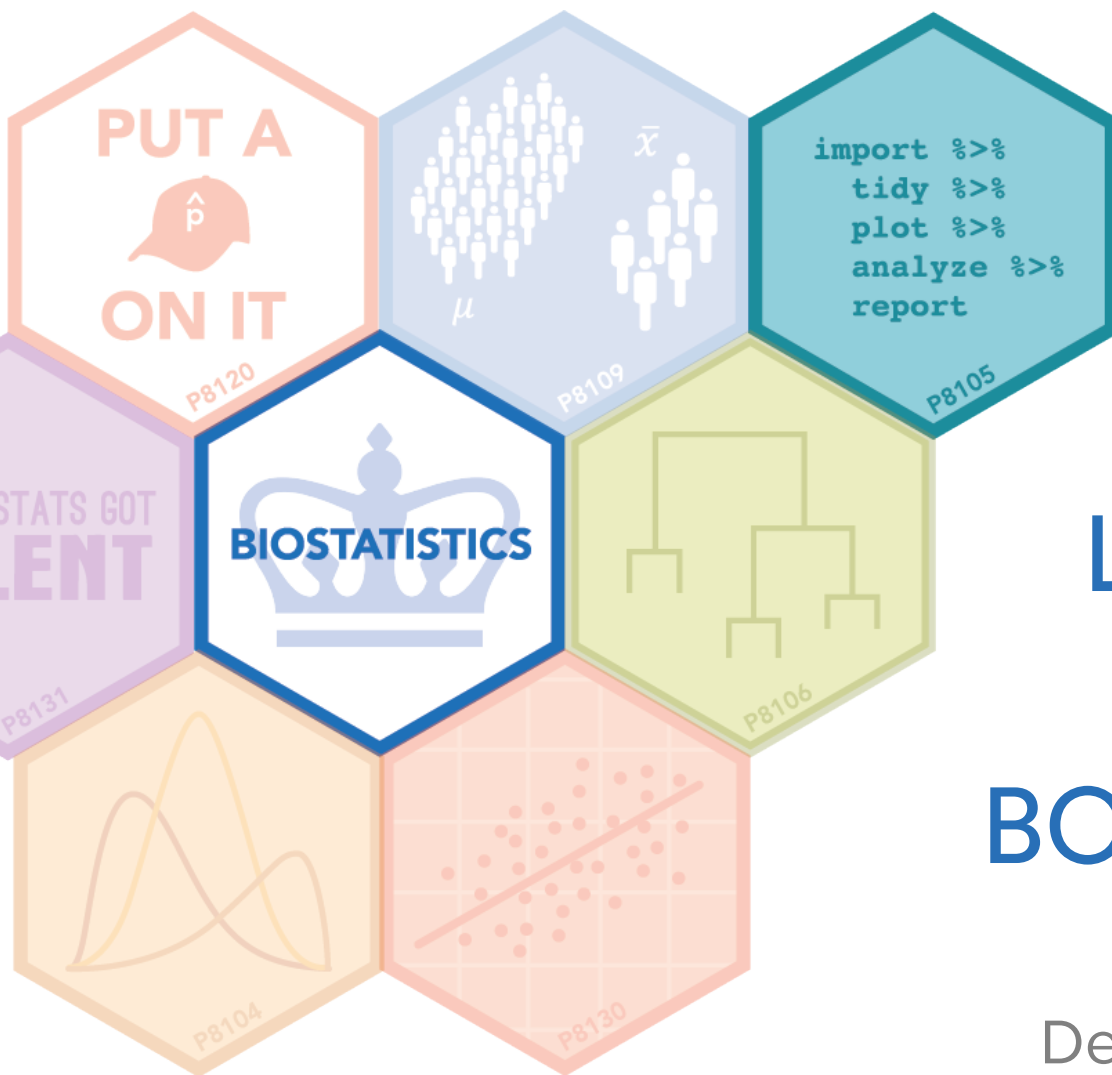 PUT A
p̂
ON IT
P8120
x̄
μ
P8109
import %>%
tidy %>%
plot %>%
analyze %>%
report
P8105
STATS GOT
LENT
P8131
BIOSTATISTICS
P8106
P8104
P8130
L
BO
De